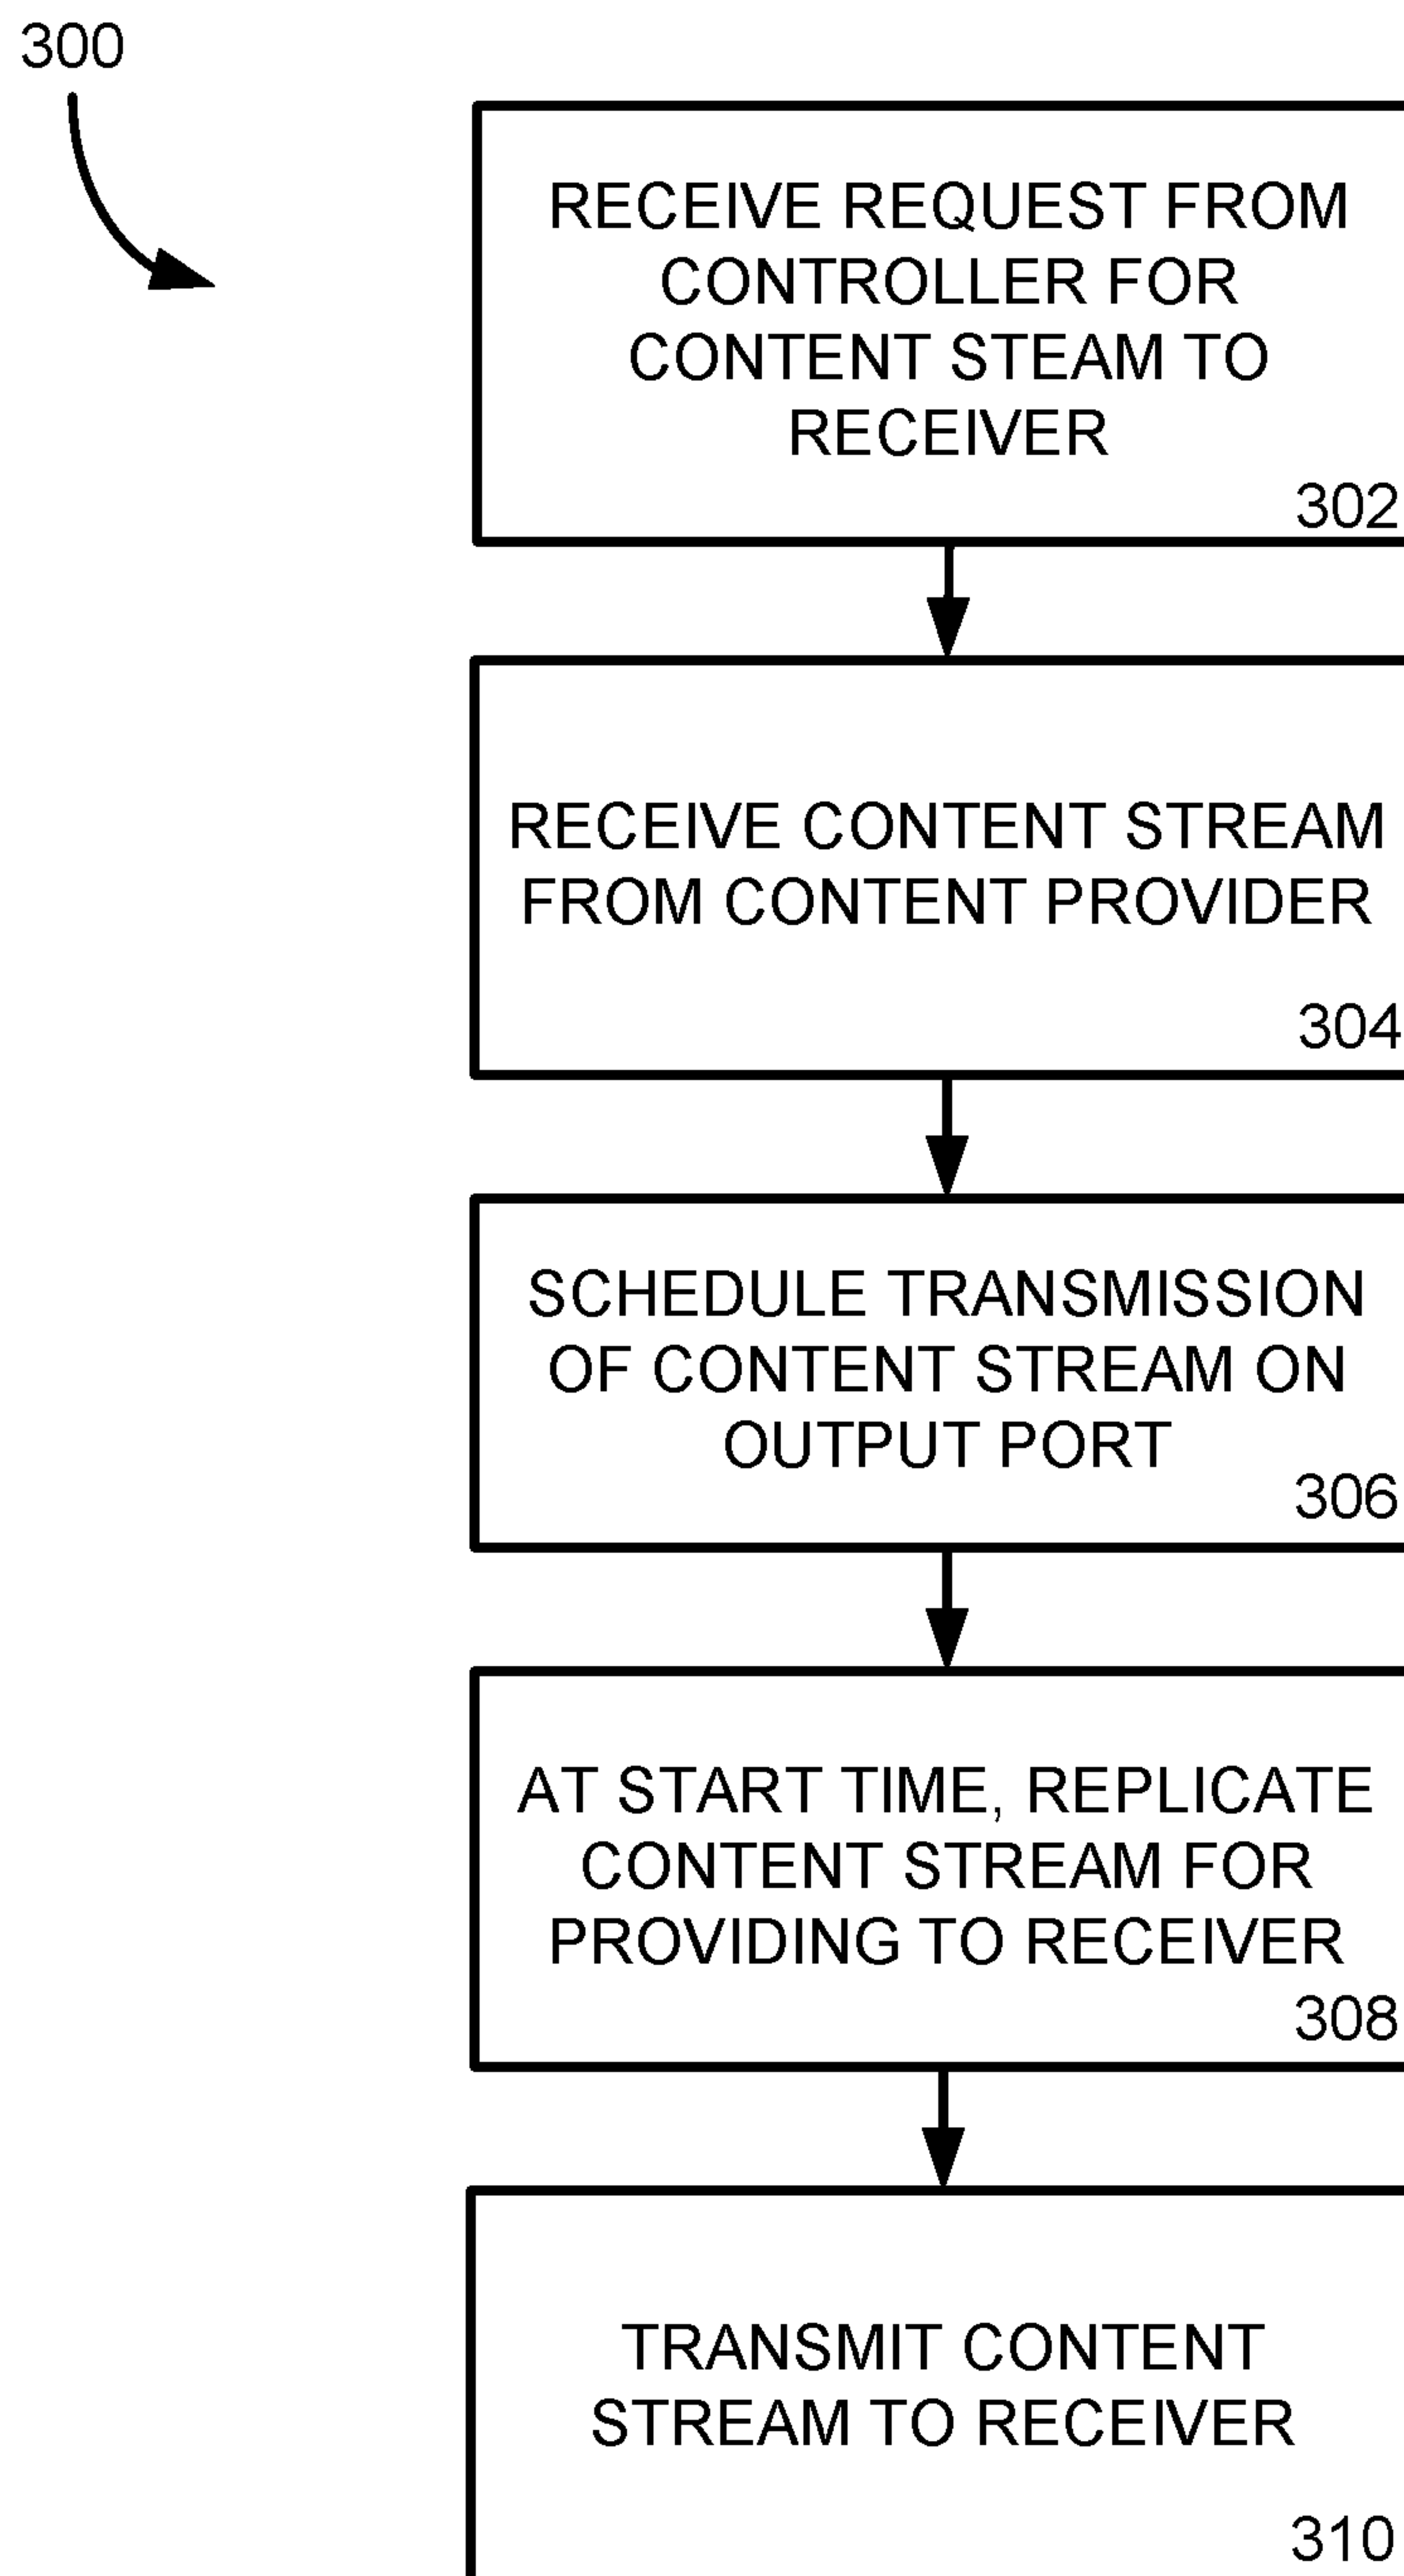 300
RECEIVE REQUEST FROM
CONTROLLER FOR
CONTENT STEAM TO
RECEIVER
302
RECEIVE CONTENT STREAM
FROM CONTENT PROVIDER
304
SCHEDULE TRANSMISSION
OF CONTENT STREAM ON
OUTPUT PORT
306
AT START TIME, REPLICATE
CONTENT STREAM FOR
PROVIDING TO RECEIVER
308
TRANSMIT CONTENT
STREAM TO RECEIVER
310